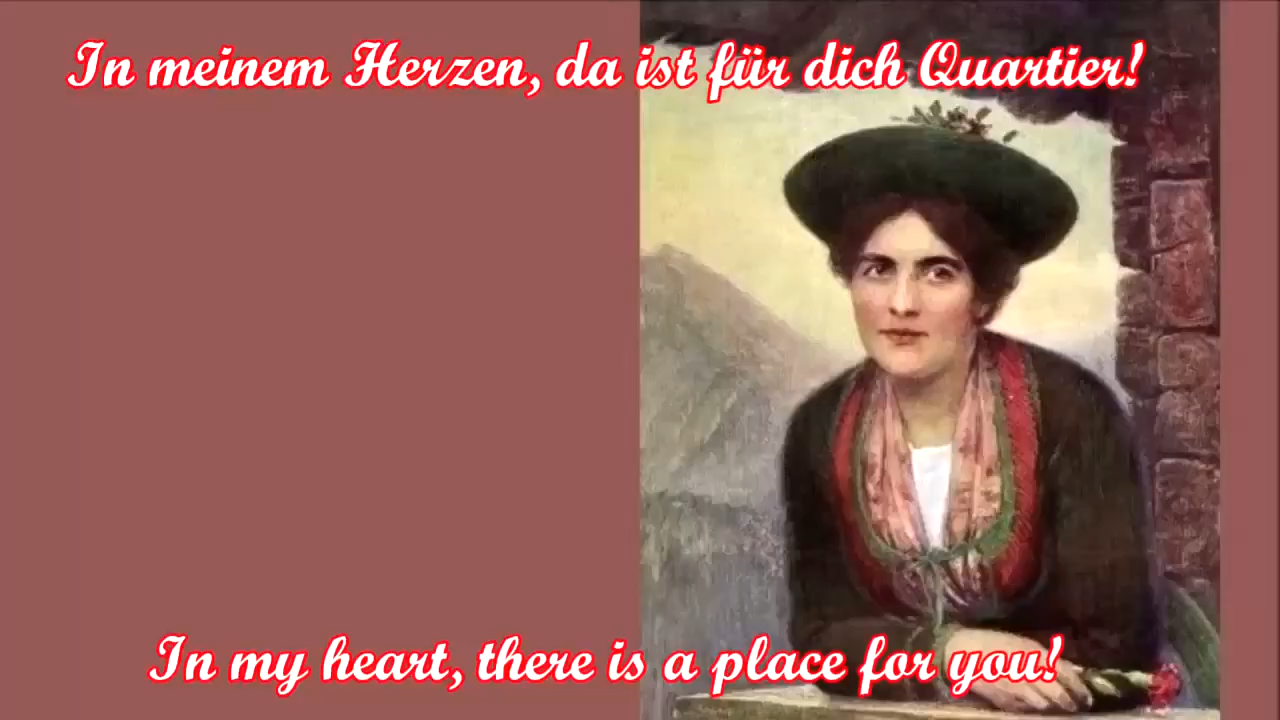 In meinem Herzen, da ist für dich Quartier!
In my heart, there is a place for you!